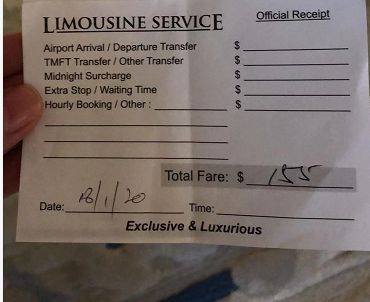 LIMOUSINE SERVICE
Official Receipt
Airport Arrival / Departure Transfer $
TMFT Transfer / Other Transfer $
Midnight Surcharge $
Extra Stop / Waiting Time $
Hourly Booking / Other : $
Total Fare: $ 155
Date: 18/1/20 Time:
Exclusive & Luxurious